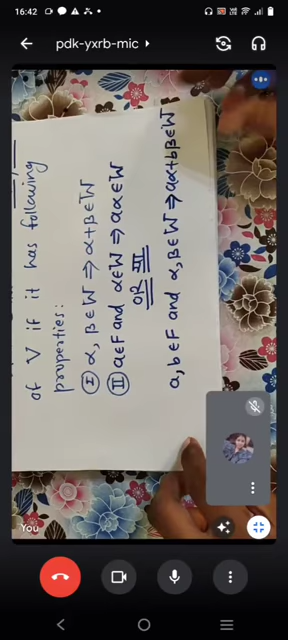 16:42
pdk-yxrb-mic
of V if it has following
properties:
Ⅰ α, β ∈ W ⇒ α+β ∈ W
Ⅱ a ∈ F and α ∈ W ⇒ aα ∈ W
OR
a, b ∈ F and α, β ∈ W ⇒ aα+bβ ∈ W
You